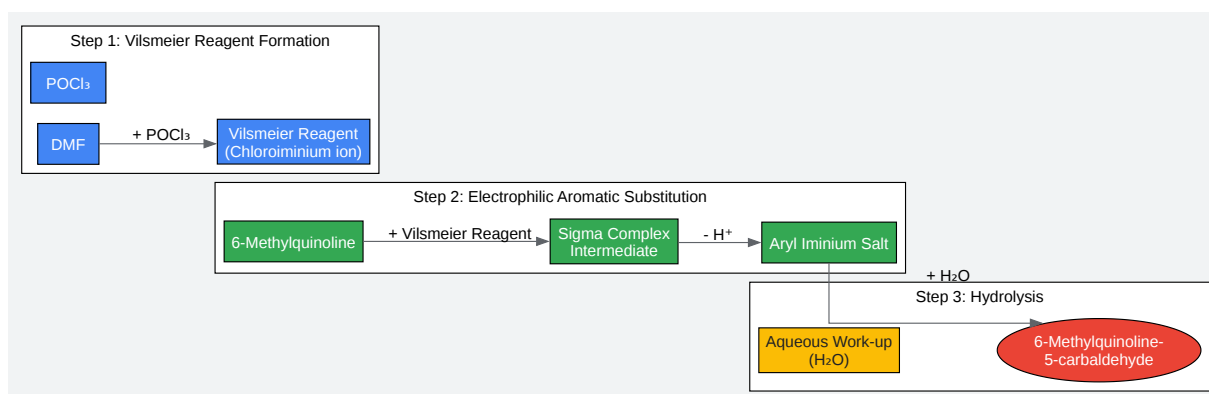 Step 1: Vilsmeier Reagent Formation
POCl₃
DMF
+ POCl₃
Vilsmeier Reagent
(Chloroiminium ion)
Step 2: Electrophilic Aromatic Substitution
6-Methylquinoline
+ Vilsmeier Reagent
Sigma Complex
Intermediate
- H⁺
Aryl Iminium Salt
+ H₂O
Step 3: Hydrolysis
Aqueous Work-up
(H₂O)
6-Methylquinoline-
5-carbaldehyde